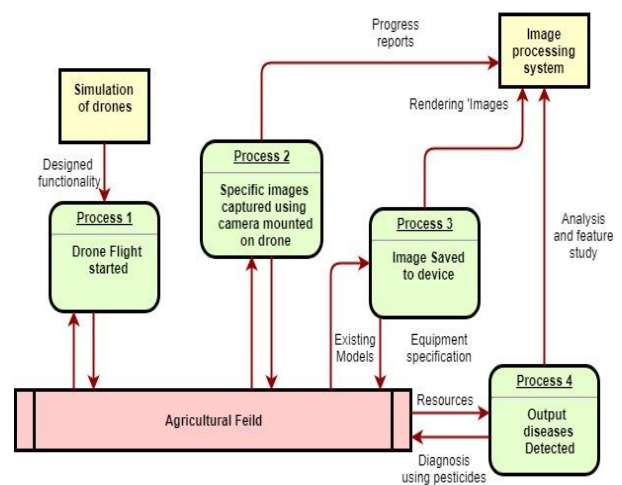 Progress
reports
Image
processing
system
Simulation
of drones
Rendering 'Images
Designed
functionality
Process 2
Specific images
captured using
camera mounted
on drone
Process 1
Drone Flight
started
Process 3
Image Saved
to device
Analysis
and feature
study
Existing
Models
Equipment
specification
Process 4
Output
diseases
Detected
Resources
Agricultural Feild
Diagnosis
using pesticides